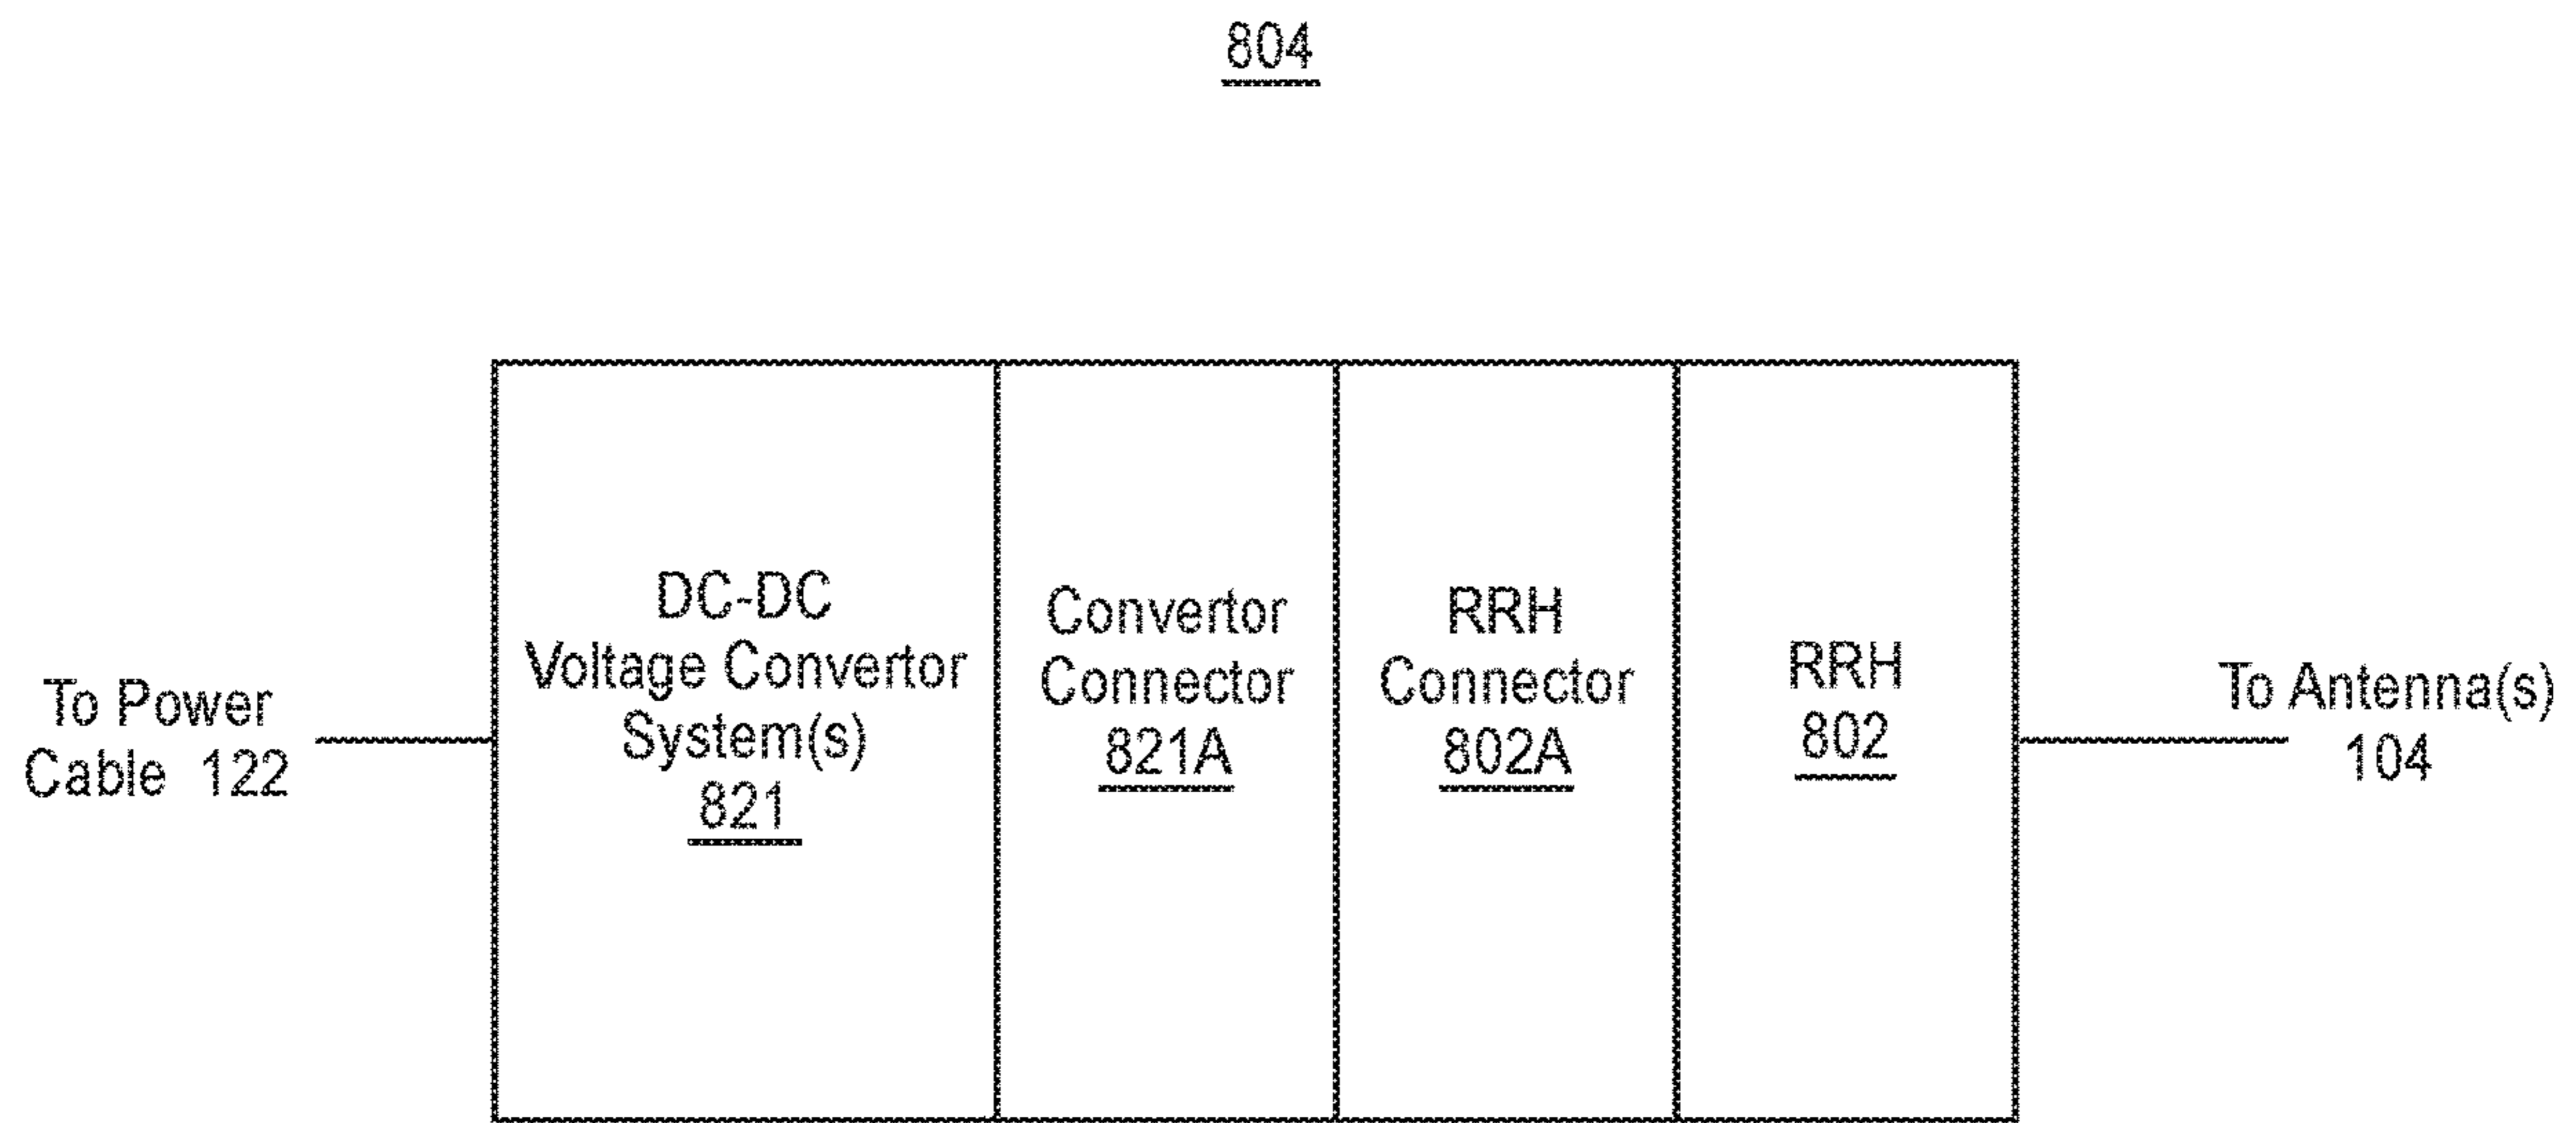 804
To Power
Cable 122
DC-DC
Voltage Convertor
System(s)
821
Convertor
Connector
821A
RRH
Connector
802A
RRH
802
To Antenna(s)
104